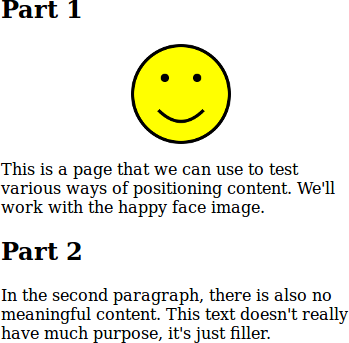 Part 1
This is a page that we can use to test
various ways of positioning content. We'll
work with the happy face image.
Part 2
In the second paragraph, there is also no
meaningful content. This text doesn't really
have much purpose, it's just filler.